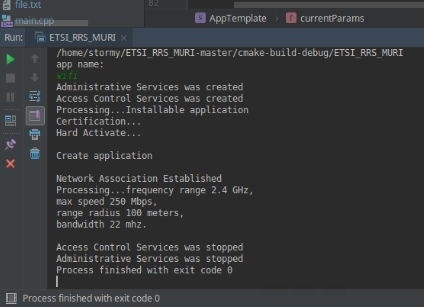 file.txt
main.cpp
82
AppTemplate
f currentParams
Run:
ETSI_RRS_MURI
/home/stormy/ETSI_RRS_MURI-master/cmake-build-debug/ETSI_RRS_MURI
app name:
wifi
Administrative Services was created
Access Control Services was created
Processing...Installable application
Certification...
Hard Activate...
Create application
Network Association Established
Processing...frequency range 2.4 GHz,
max speed 250 Mbps,
range radius 100 meters,
bandwidth 22 mhz.
Access Control Services was stopped
Administrative Services was stopped
Process finished with exit code 0
Process finished with exit code 0